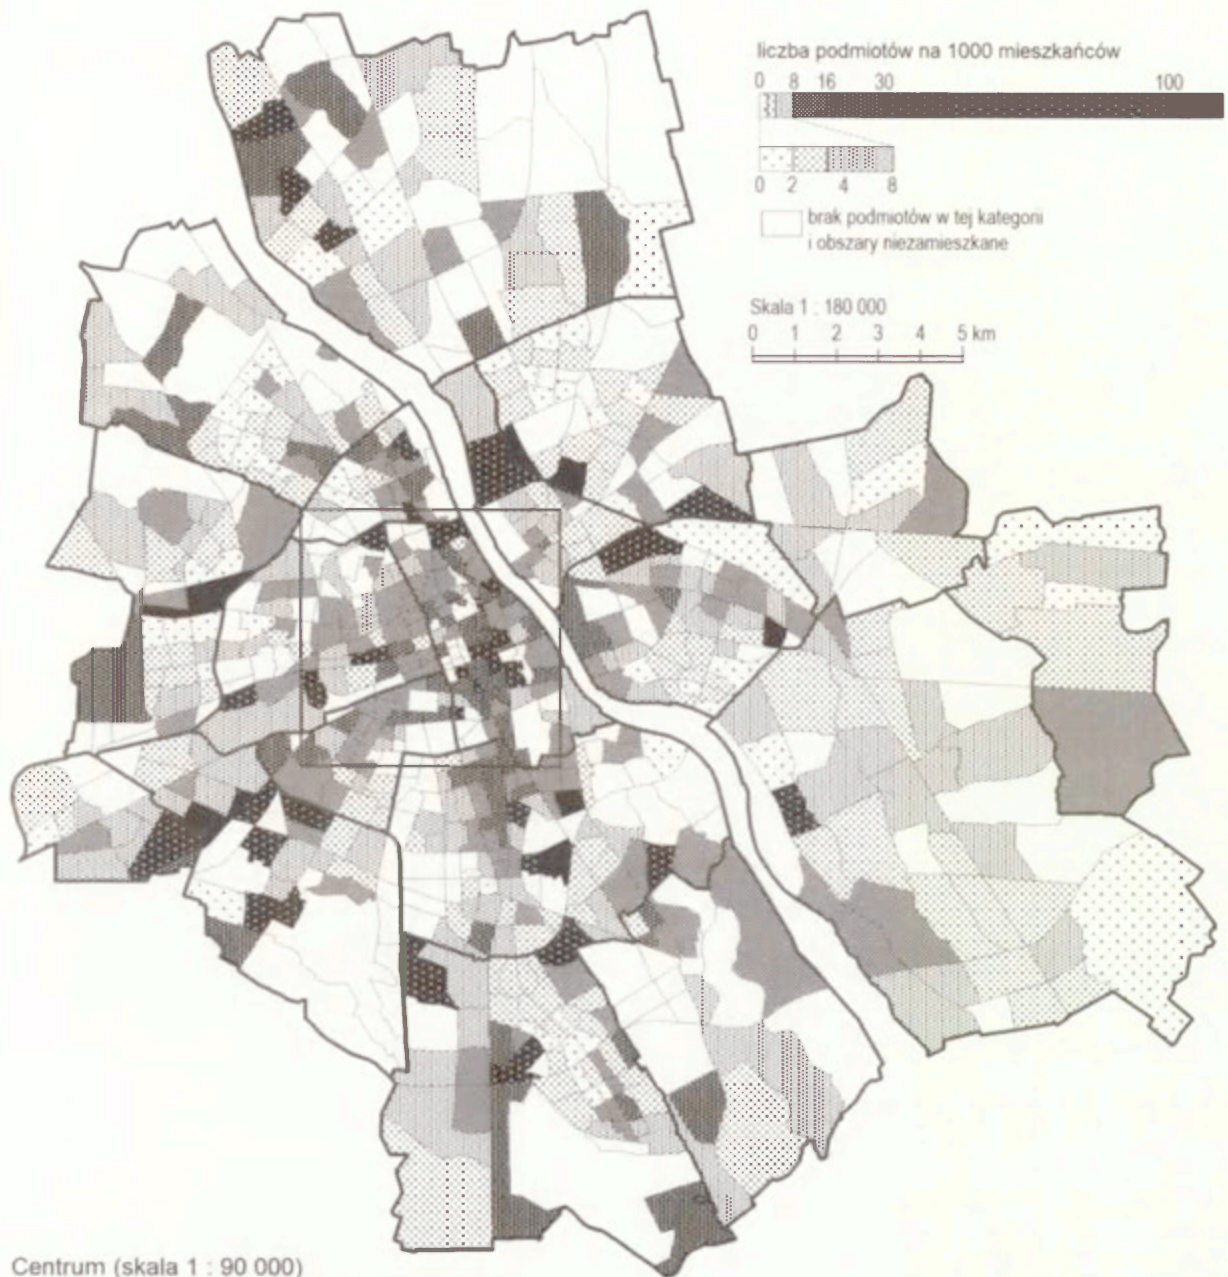 liczba podmiotów na 1000 mieszkańców
0 8 16 30 100
0 2 4 8
brak podmiotów w tej kategorii
i obszary niezamieszkane
Skala 1 : 180 000
0 1 2 3 4 5 km
Centrum (skala 1 : 90 000)